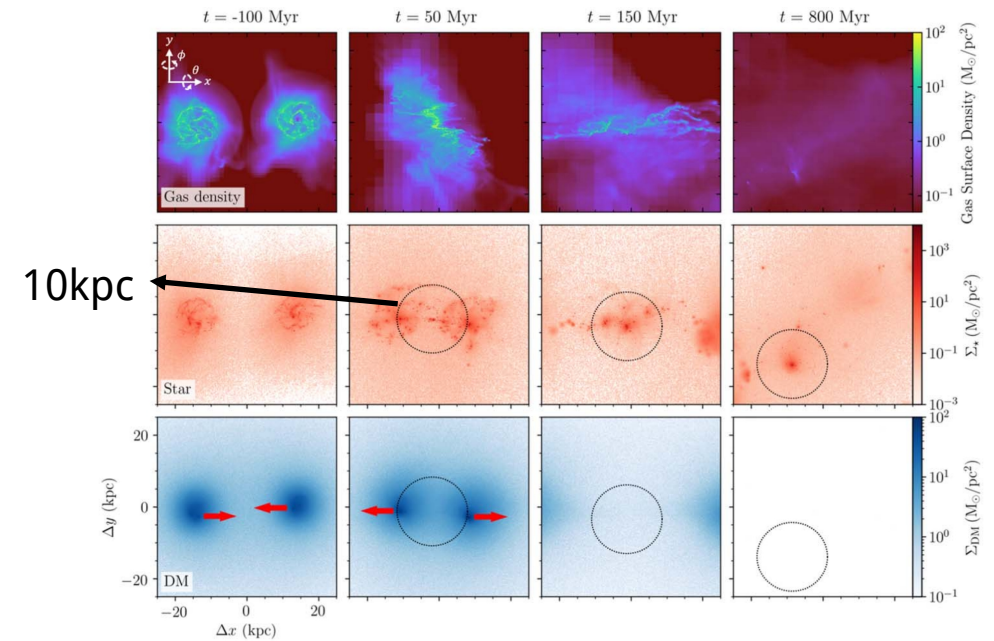 t = -100 Myr
t = 50 Myr
t = 150 Myr
t = 800 Myr
y
ϕ
θ
x
Gas density
10²
10¹
10⁰
10⁻¹
Gas Surface Density (M⊙/pc²)
10kpc
Star
10³
10¹
10⁻¹
10⁻³
Σ⋆ (M⊙/pc²)
20
0
−20
Δy (kpc)
DM
−20
0
20
Δx (kpc)
10²
10¹
10⁰
10⁻¹
Σ_DM (M⊙/pc²)